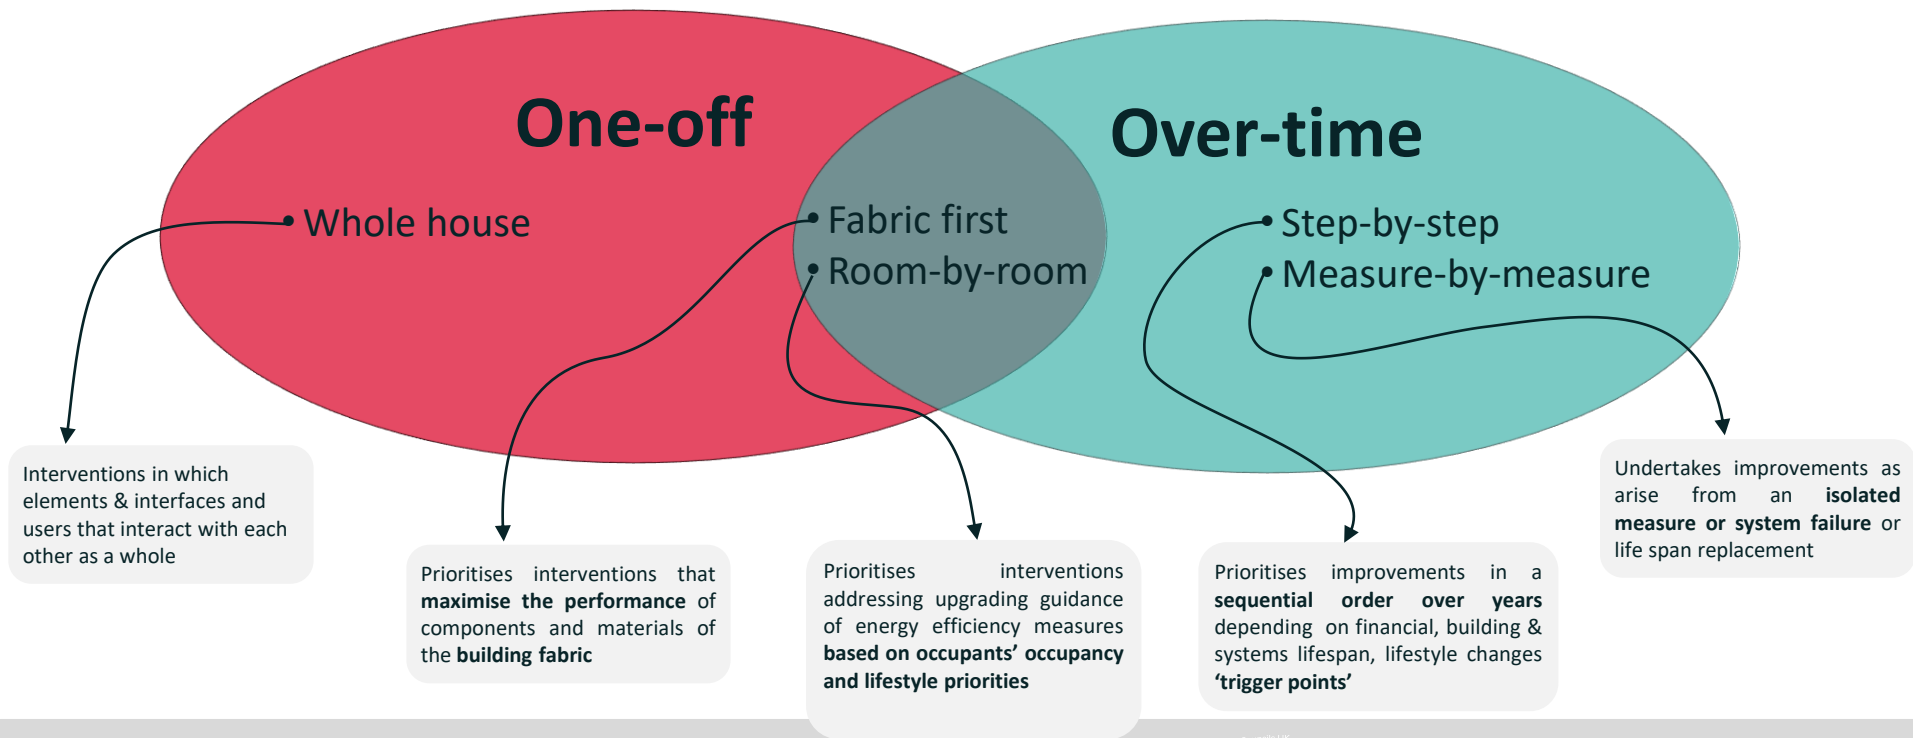 One-off
Over-time
• Whole house
• Fabric first
• Room-by-room
• Step-by-step
• Measure-by-measure
Interventions in which
elements & interfaces and
users that interact with each
other as a whole
Prioritises interventions that
maximise the performance of
components and materials of
the building fabric
Prioritises interventions
addressing upgrading guidance
of energy efficiency measures
based on occupants’ occupancy
and lifestyle priorities
Prioritises improvements in a
sequential order over years
depending on financial, building &
systems lifespan, lifestyle changes
‘trigger points’
Undertakes improvements as
arise from an isolated
measure or system failure or
life span replacement